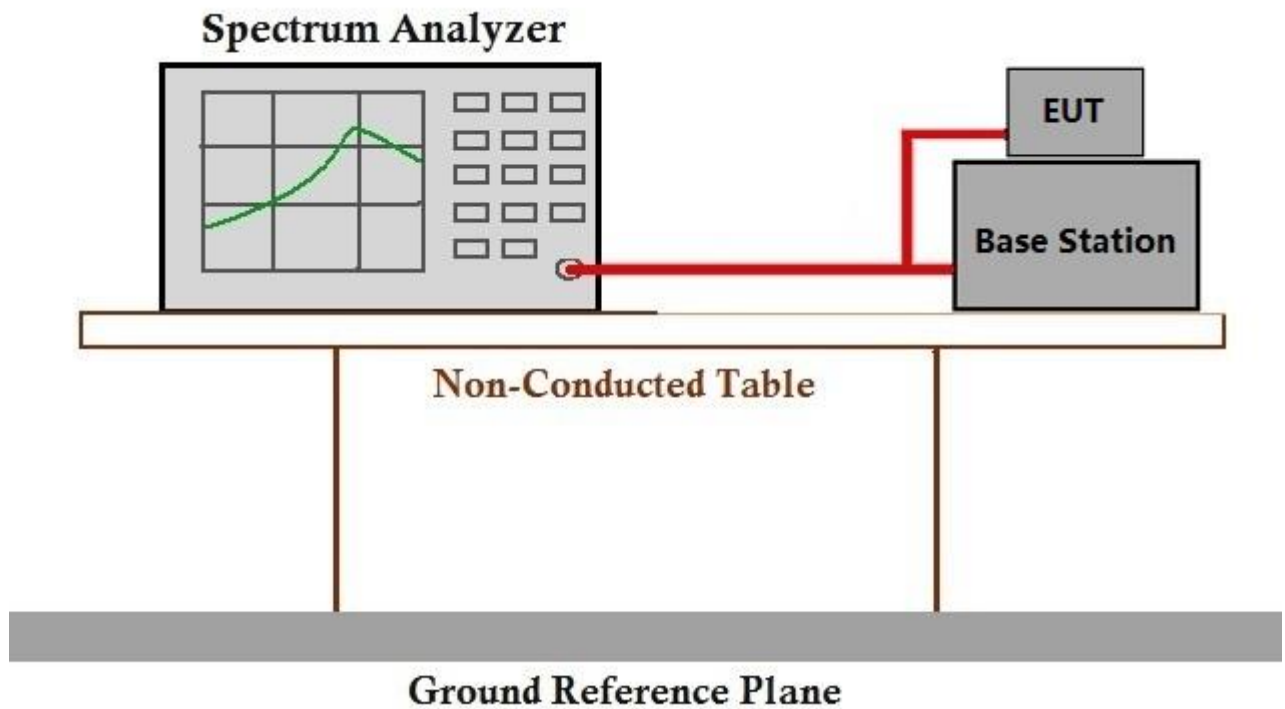 Spectrum Analyzer
EUT
Base Station
Non-Conducted Table
Ground Reference Plane